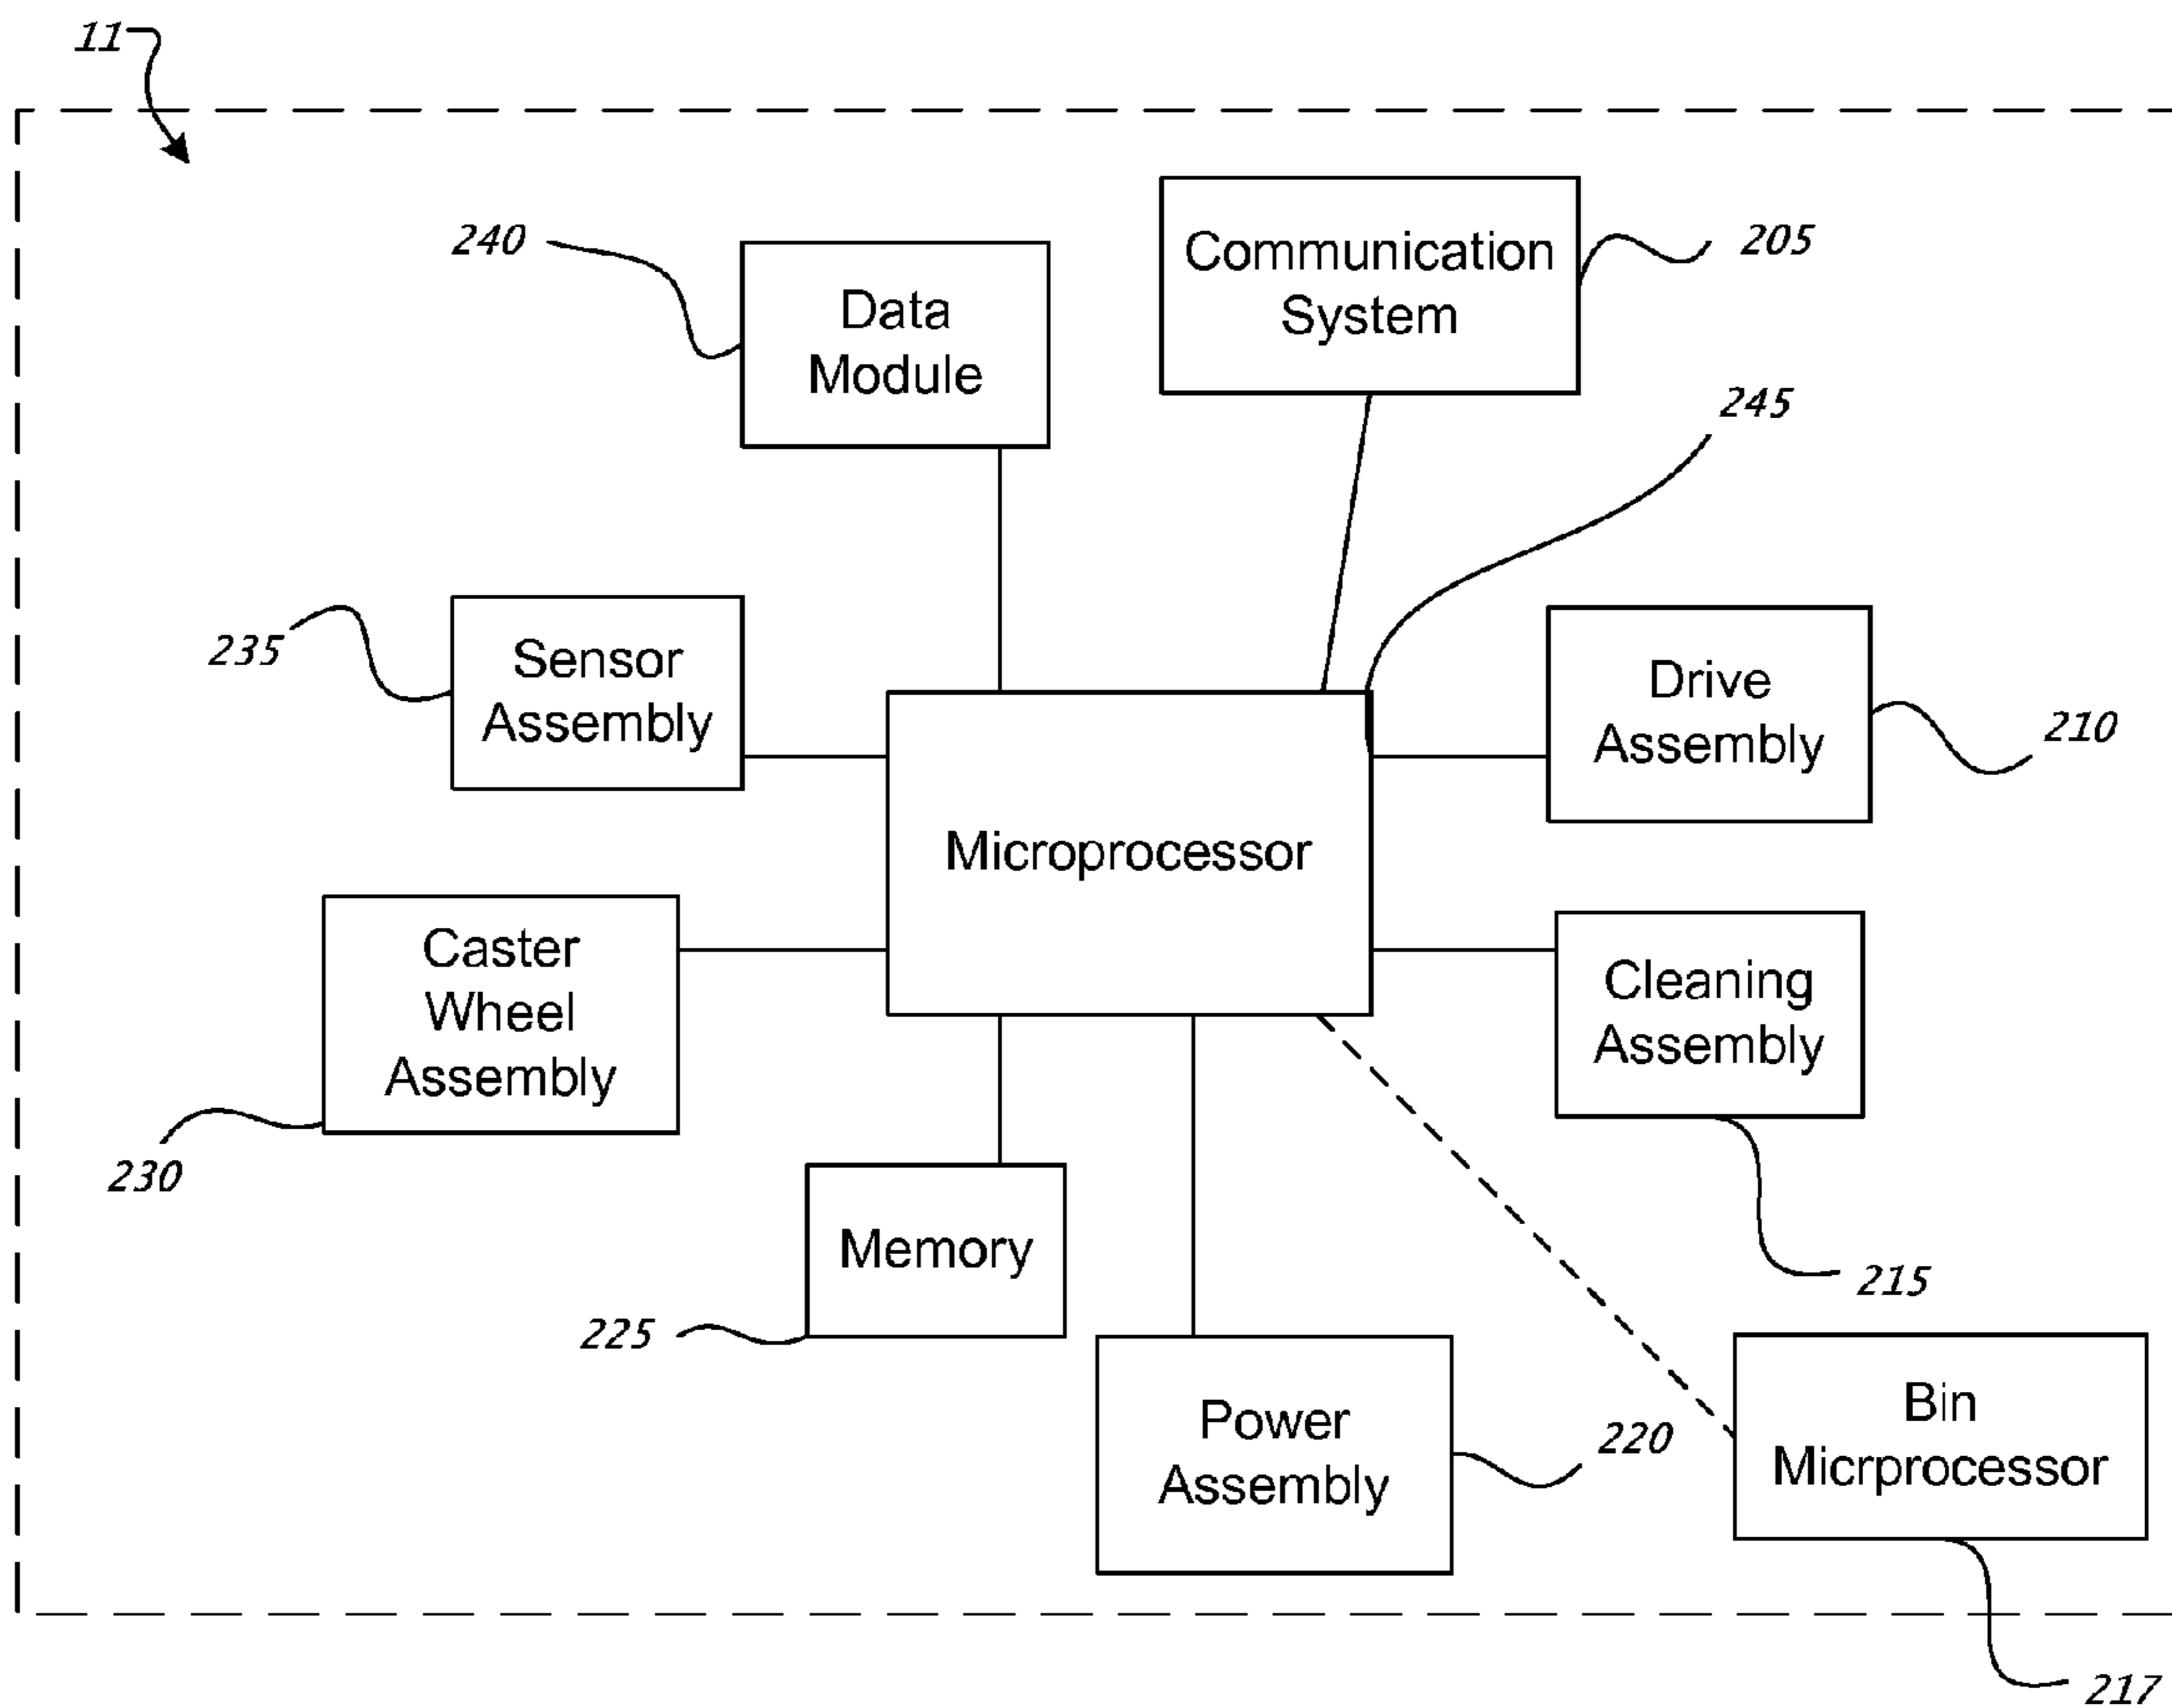 11
240
Data
Module
Communication
System
205
245
235
Sensor
Assembly
Drive
Assembly
210
Microprocessor
Caster
Wheel
Assembly
230
Cleaning
Assembly
215
Memory
225
Power
Assembly
220
Bin
Micrprocessor
217